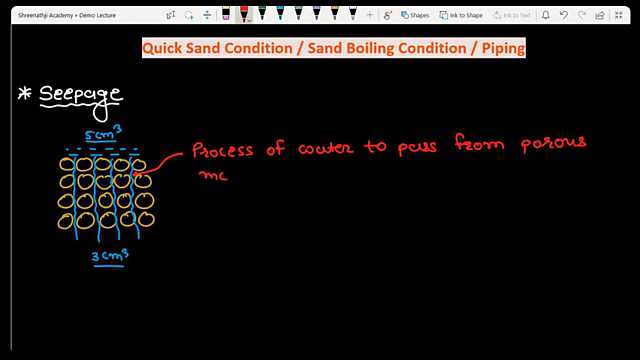 Shreenathji Academy • Demo Lecture
Shapes
Ink to Shape
Ink to Text
Quick Sand Condition / Sand Boiling Condition / Piping
* Seepage
5 cm³
Process of water to pass from porous
mc
3 cm³